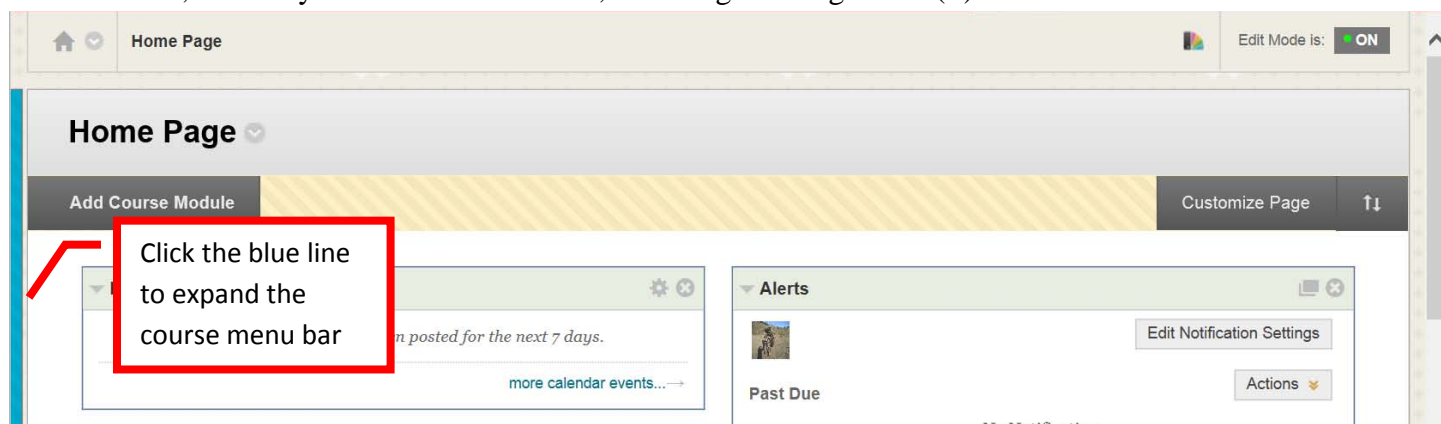 Home Page
Edit Mode is: ON
Home Page
Add Course Module
Customize Page
Click the blue line
to expand the
course menu bar
Alerts
posted for the next 7 days.
Edit Notification Settings
more calendar events...→
Past Due
Actions